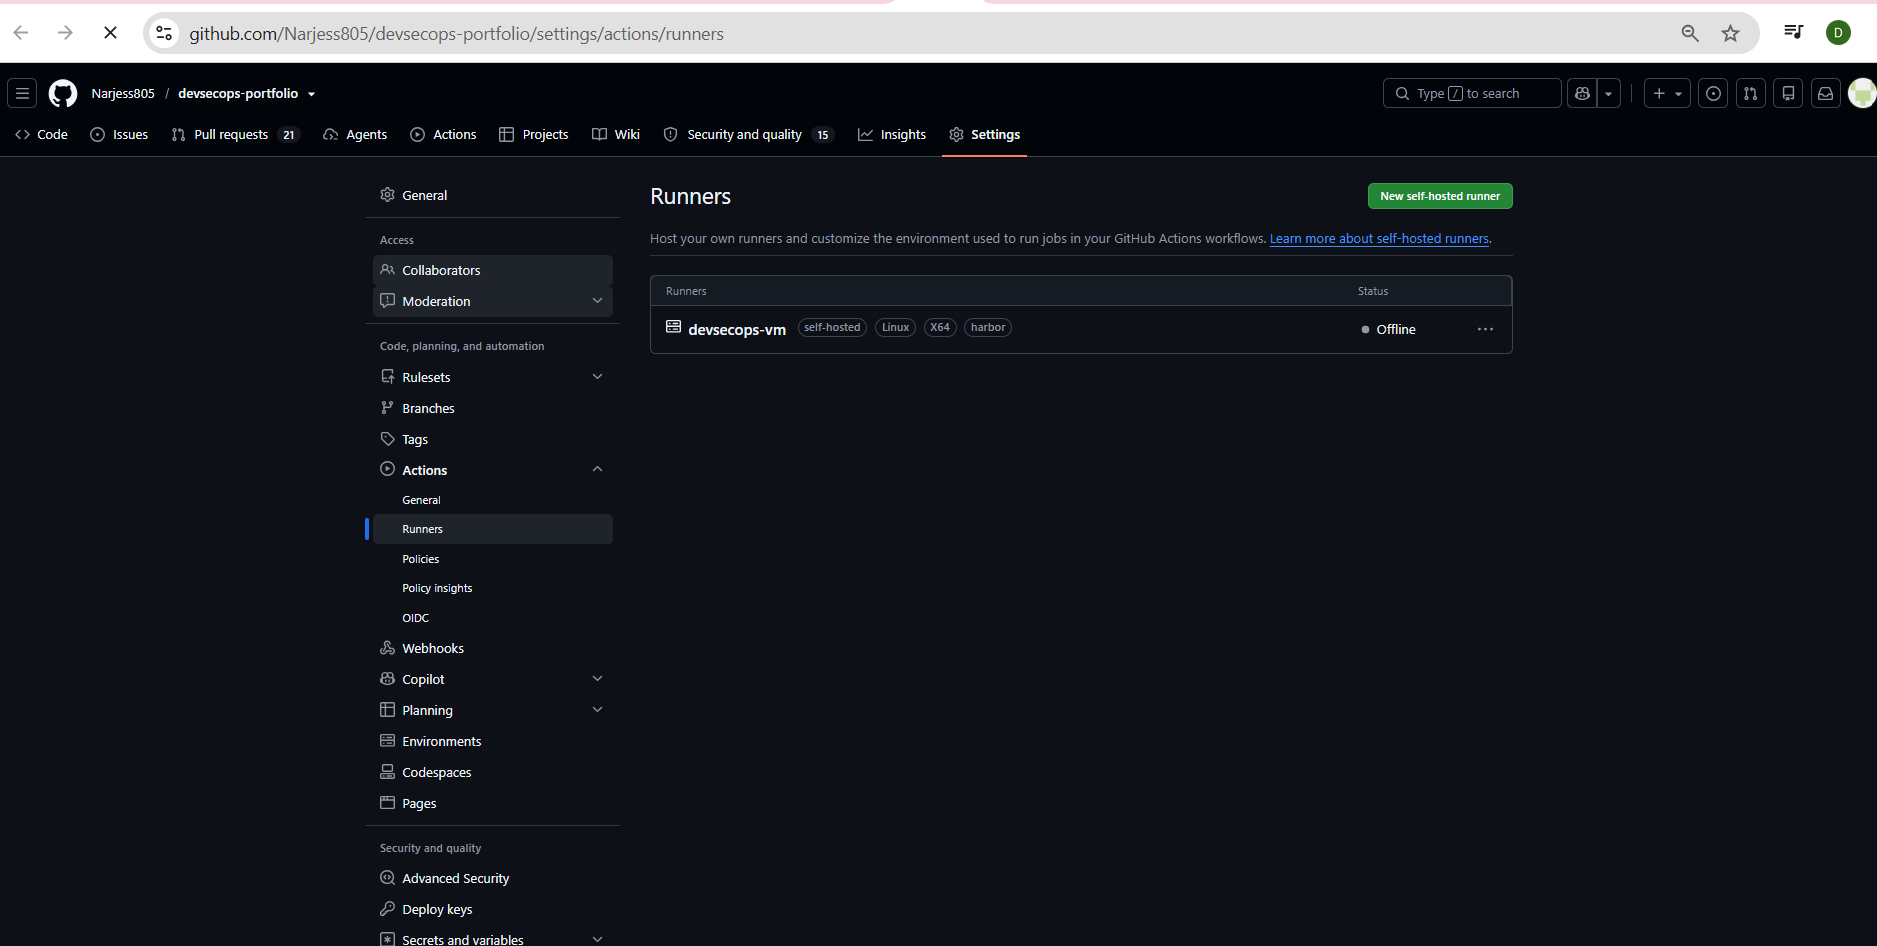 github.com/Narjess805/devsecops-portfolio/settings/actions/runners
D
Narjess805 / devsecops-portfolio
Type / to search
Code
Issues
Pull requests 21
Agents
Actions
Projects
Wiki
Security and quality 15
Insights
Settings
General
Access
Collaborators
Moderation
Code, planning, and automation
Rulesets
Branches
Tags
Actions
General
Runners
Policies
Policy insights
OIDC
Webhooks
Copilot
Planning
Environments
Codespaces
Pages
Security and quality
Advanced Security
Deploy keys
Secrets and variables
Runners
New self-hosted runner
Host your own runners and customize the environment used to run jobs in your GitHub Actions workflows. Learn more about self-hosted runners.
Runners Status
devsecops-vm self-hosted Linux X64 harbor Offline